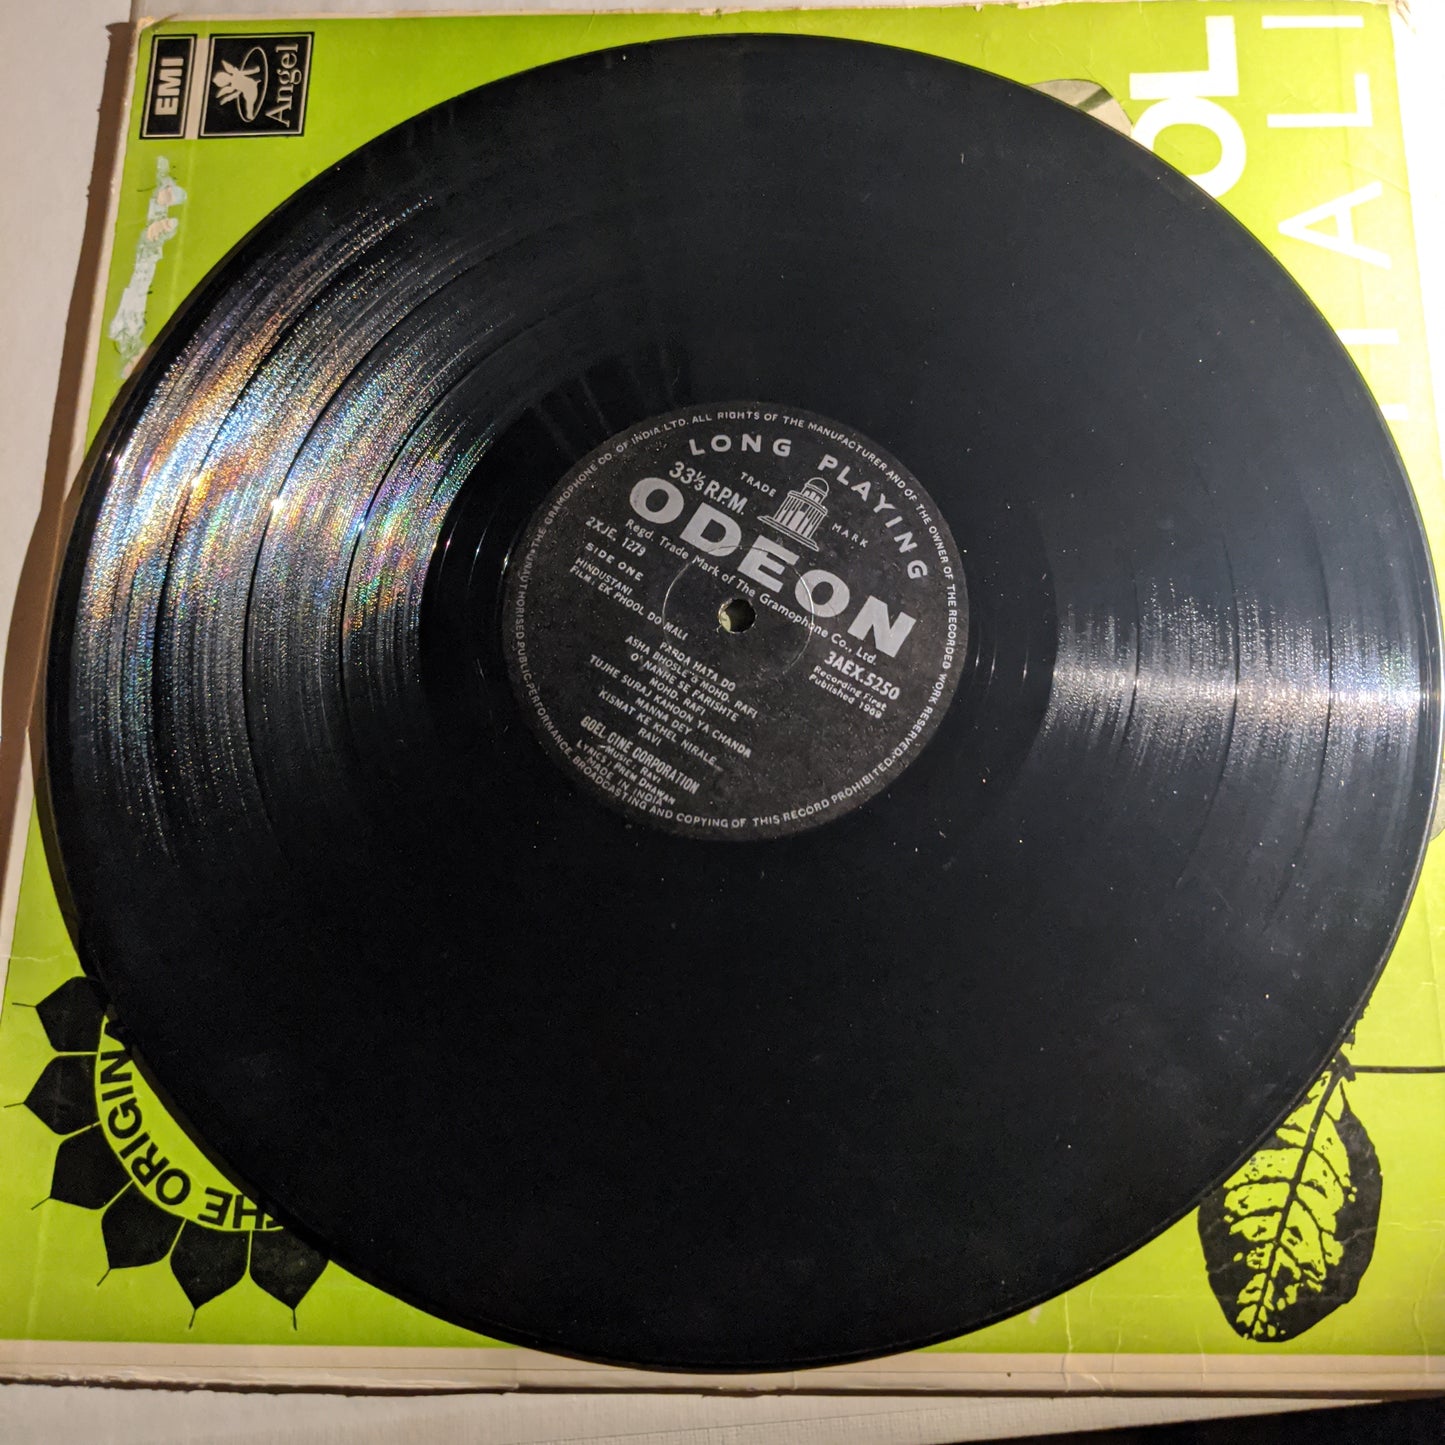 EMI
Angel
OL
ALI
THE GRAMOPHONE CO. OF INDIA LTD. ALL RIGHTS OF THE MANUFACTURER AND OF THE OWNER OF THE RECORDED WORK RESERVED.
LONG PLAYING
33⅓ RPM.
TRADE MARK
ODEON
Regd. Trade Mark of The Gramophone Co., Ltd.
2XJE. 1279
SIDE ONE
3AEX.5250
Recording First
Published 1969
HINDUSTANI
FILM : EK PHOOL DO MALI
PARDA HATA DO
ASHA BHOSLE & MOHD. RAFI
O' NANHE SE FARISHTE
MOHD. RAFI
TUJHE SURAJ KAHOON YA CHANDA
MANNA DEY
KISMAT KE KHEL NIRALE...
RAVI
GOEL CINE CORPORATION
MUSIC : RAVI
LYRICS : PREM DHAWAN
MADE IN INDIA
UNAUTHORISED PUBLIC PERFORMANCE BROADCASTING AND COPYING OF THIS RECORD PROHIBITED
THE ORIGIN